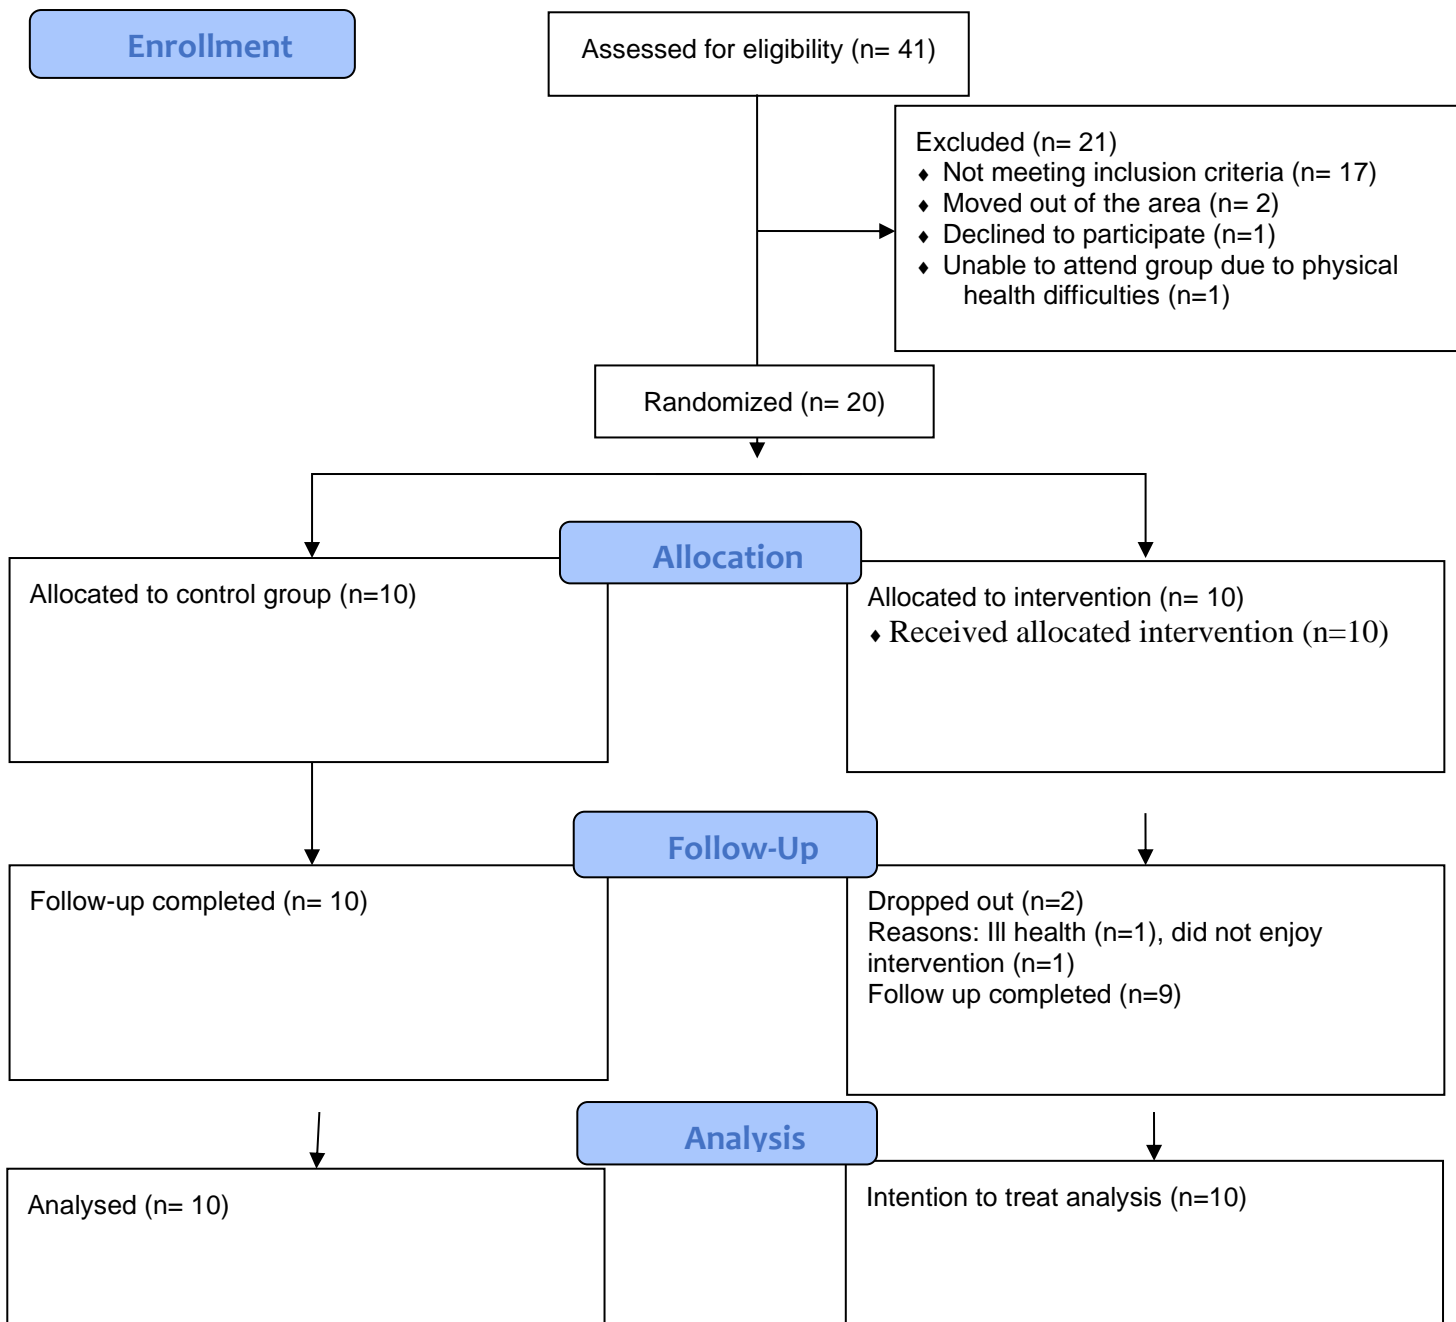 Enrollment
Assessed for eligibility (n= 41)
Excluded (n= 21)
♦ Not meeting inclusion criteria (n= 17)
♦ Moved out of the area (n= 2)
♦ Declined to participate (n=1)
♦ Unable to attend group due to physical
health difficulties (n=1)
Randomized (n= 20)
Allocation
Allocated to control group (n=10)
Allocated to intervention (n= 10)
♦ Received allocated intervention (n=10)
Follow-Up
Follow-up completed (n= 10)
Dropped out (n=2)
Reasons: Ill health (n=1), did not enjoy
intervention (n=1)
Follow up completed (n=9)
Analysis
Analysed (n= 10)
Intention to treat analysis (n=10)